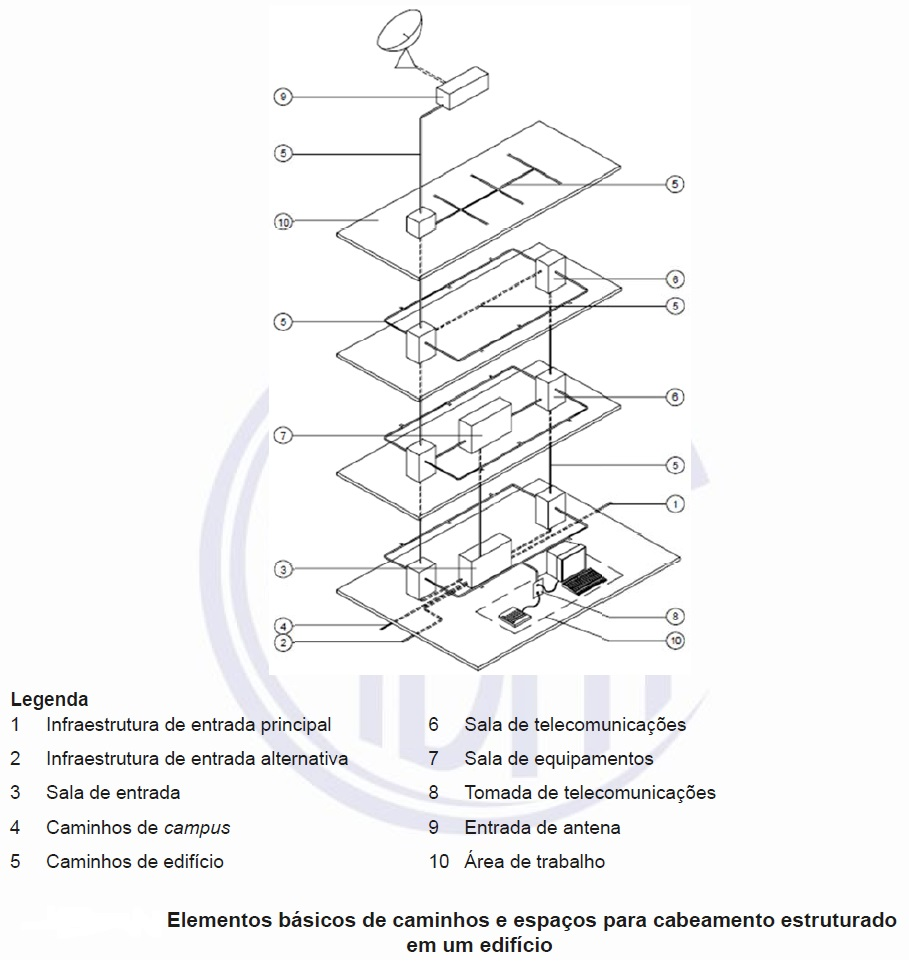 9
5
5
10
6
5
5
6
7
5
1
3
8
4
10
2
Legenda
1 Infraestrutura de entrada principal
2 Infraestrutura de entrada alternativa
3 Sala de entrada
4 Caminhos de campus
5 Caminhos de edifício
6 Sala de telecomunicações
7 Sala de equipamentos
8 Tomada de telecomunicações
9 Entrada de antena
10 Área de trabalho
Elementos básicos de caminhos e espaços para cabeamento estruturado
em um edifício